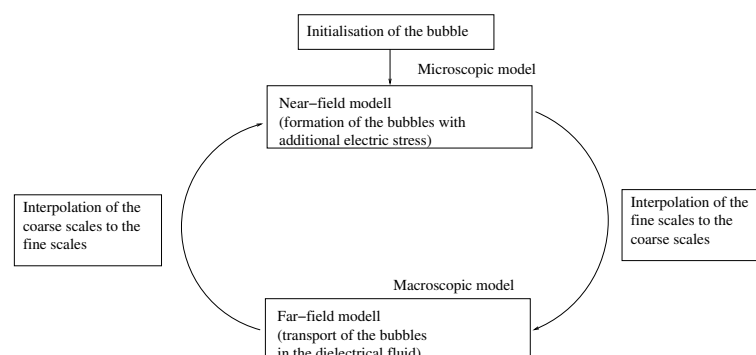 Initialisation of the bubble
Microscopic model
Near−field modell
(formation of the bubbles with
additional electric stress)
Interpolation of the
coarse scales to the
fine scales
Interpolation of the
fine scales to the
coarse scales
Macroscopic model
Far−field modell
(transport of the bubbles
in the dielectrical fluid)